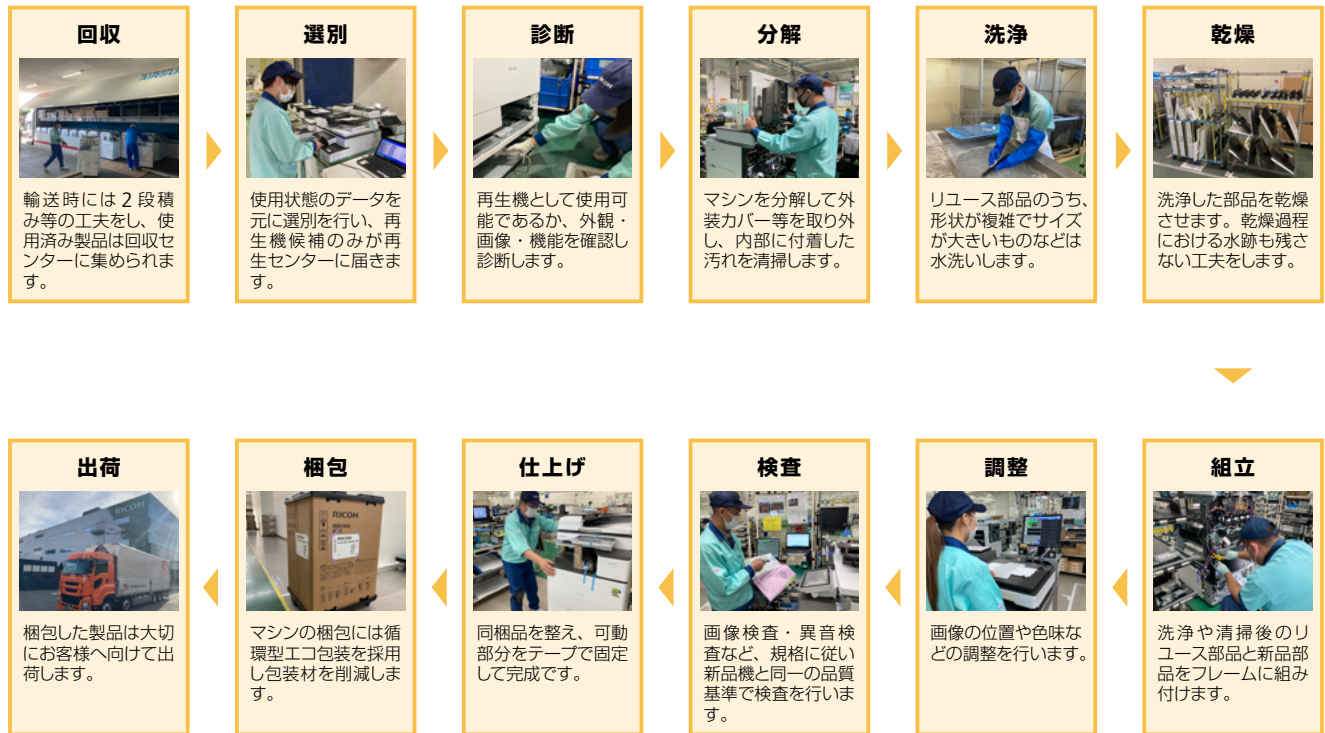 回収
輸送時には2段積
み等の工夫をし、使
用済み製品は回収セ
ンターに集められま
す。
選別
使用状態のデータを
元に選別を行い、再
生機候補のみが再
生センターに届きま
す。
診断
再生機として使用可
能であるか、外観・
画像・機能を確認し
診断します。
分解
マシンを分解して外
装カバー等を取り外
し、内部に付着した
汚れを清掃します。
洗浄
リユース部品のうち、
形状が複雑でサイズ
が大きいものなどは
水洗いします。
乾燥
洗浄した部品を乾燥
させます。乾燥過程
における水跡も残さ
ない工夫をします。
組立
洗浄や清掃後のリ
ユース部品と新品部
品をフレームに組み
付けます。
調整
画像の位置や色味な
どの調整を行います。
検査
画像検査・異音検
査など、規格に従い
新品機と同一の品質
基準で検査を行いま
す。
仕上げ
同梱品を整え、可動
部分をテープで固定
して完成です。
梱包
RICOH
マシンの梱包には循
環型エコ包装を採用
し包装材を削減しま
す。
出荷
RICOH
梱包した製品は大切
にお客様へ向けて出
荷します。